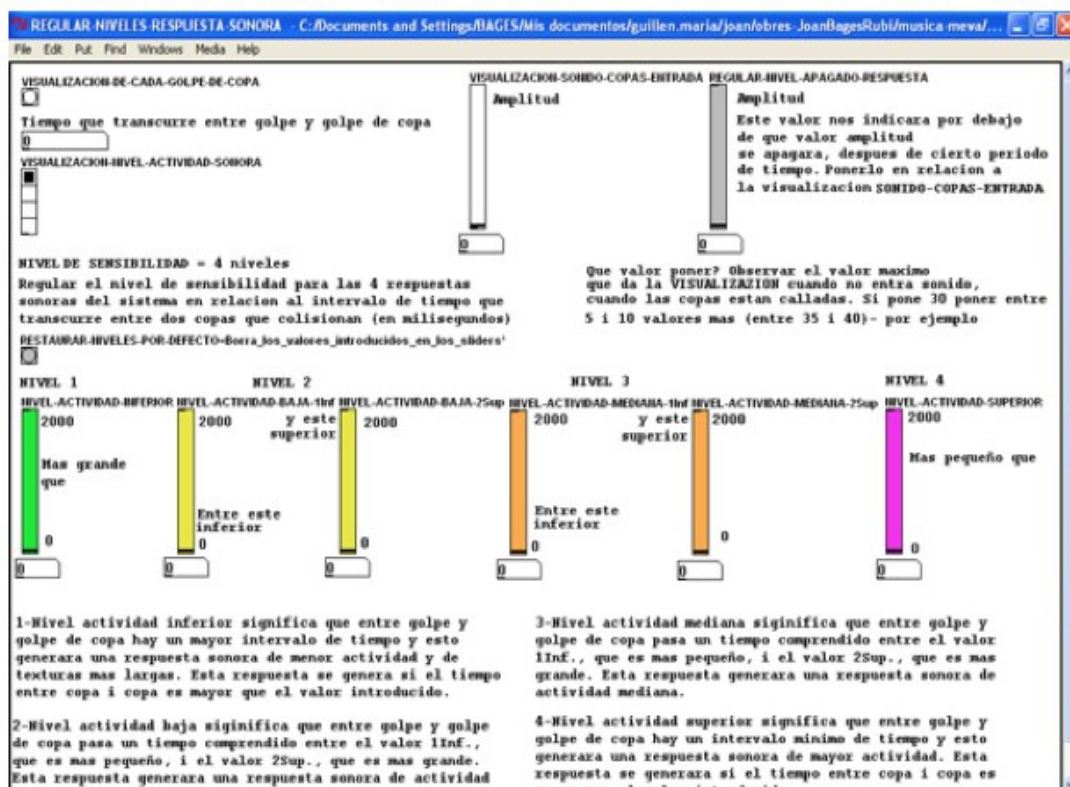 REGULAR-NIVELES-RESPUESTA-SONORA - C:/Documents and Settings/BAGES/Mis documentos/guillen.maria/joan/obres-JoanBagesRubi/musica-meva/...
File Edit Put Find Windows Media Help
VISUALIZACION-DE-CADA-GOLPE-DE-COPA
Tiempo que transcurre entre golpe y golpe de copa
0
VISUALIZACION-NIVEL-ACTIVIDAD-SONORA
VISUALIZACION-SONIDO-COPAS-ENTRADA
Amplitud
0
REGULAR-NIVEL-APAGADO-RESPUESTA
Amplitud
Este valor nos indicara por debajo
de que valor amplitud
se apagara, despues de cierto periodo
de tiempo. Ponerlo en relacion a
la visualizacion SONIDO-COPAS-ENTRADA
0
NIVEL DE SENSIBILIDAD = 4 niveles
Regular el nivel de sensibilidad para las 4 respuestas
sonoras del sistema en relacion al intervalo de tiempo que
transcurre entre dos copas que colisionan (en milisegundos)
Que valor poner? Observar el valor maximo
que da la VISUALIZAZION cuando no entra sonido,
cuando las copas estan calladas. Si pone 30 poner entre
5 i 10 valores mas (entre 35 i 40)- por ejemplo
RESTAURAR-NIVELES-POR-DEFECTO=Borra_los_valores_introducidos_en_los_sliders'
NIVEL 1
NIVEL 2
NIVEL 3
NIVEL 4
NIVEL-ACTIVIDAD-INFERIOR
2000
Mas grande
que
0
0
NIVEL-ACTIVIDAD-BAJA-1Inf
2000
Entre este
inferior
0
0
NIVEL-ACTIVIDAD-BAJA-2Sup
y este
superior
2000
0
0
NIVEL-ACTIVIDAD-MEDIANA-1Inf
2000
Entre este
inferior
0
0
NIVEL-ACTIVIDAD-MEDIANA-2Sup
y este
superior
2000
0
0
NIVEL-ACTIVIDAD-SUPERIOR
2000
Mas pequeño que
0
0
1-Nivel actividad inferior significa que entre golpe y
golpe de copa hay un mayor intervalo de tiempo y esto
generara una respuesta sonora de menor actividad y de
texturas mas largas. Esta respuesta se genera si el tiempo
entre copa i copa es mayor que el valor introducido.
2-Nivel actividad baja siginifica que entre golpe y golpe
de copa pasa un tiempo comprendido entre el valor 1Inf.,
que es mas pequeño, i el valor 2Sup., que es mas grande.
Esta respuesta generara una respuesta sonora de actividad
3-Nivel actividad mediana siginifica que entre golpe y
golpe de copa pasa un tiempo comprendido entre el valor
1Inf., que es mas pequeño, i el valor 2Sup., que es mas
grande. Esta respuesta generara una respuesta sonora de
actividad mediana.
4-Nivel actividad superior significa que entre golpe y
golpe de copa hay un intervalo minimo de tiempo y esto
generara una respuesta sonora de mayor actividad. Esta
respuesta se generara si el tiempo entre copa i copa es